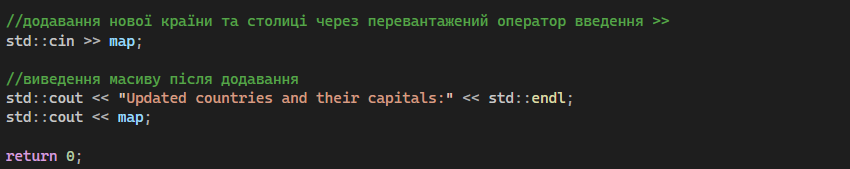 //додавання нової країни та столиці через перевантажений оператор введення >>
std::cin >> map;
//виведення масиву після додавання
std::cout << "Updated countries and their capitals:" << std::endl;
std::cout << map;
return 0;